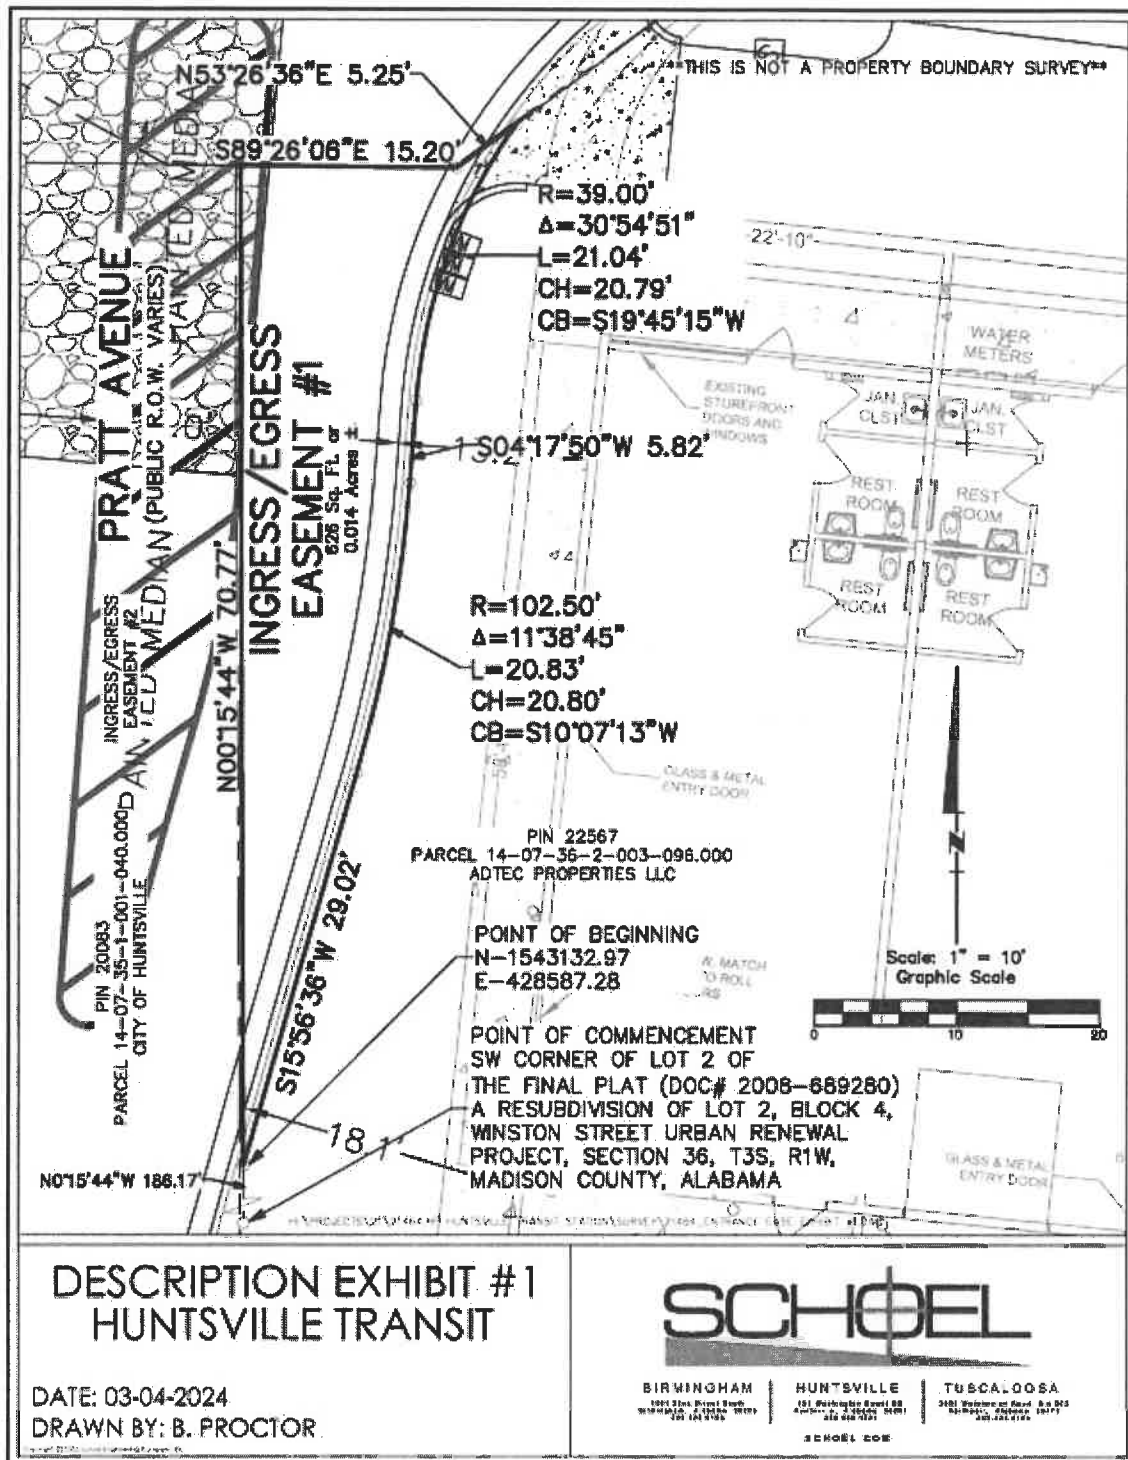 **THIS IS NOT A PROPERTY BOUNDARY SURVEY**
N53°26'36"E 5.25'
S89°26'06"E 15.20'
R=39.00'
Δ=30°54'51"
L=21.04'
CH=20.79'
CB=S19°45'15"W
22'-10"
WATER
METERS
EXISTING
STOREFRONT
DOORS AND
WINDOWS
JAN.
CLST
JAN.
CLST
S04°17'50"W 5.82'
REST
ROOM
REST
ROOM
REST
ROOM
REST
ROOM
PRATT AVENUE
(PUBLIC R.O.W. VARIES)
INGRESS/EGRESS
EASEMENT #1
626 Sq. Ft. or
0.014 Acres ±
INGRESS/EGRESS
EASEMENT #2
N00°15'44"W 70.77'
R=102.50'
Δ=11°38'45"
L=20.83'
CH=20.80'
CB=S10°07'13"W
GLASS & METAL
ENTRY DOOR
PIN 22567
PARCEL 14-07-36-2-003-096.000
ADTEC PROPERTIES LLC
PIN 20083
PARCEL 14-07-35-1-001-040.000
CITY OF HUNTSVILLE
S15°56'36"W 29.02'
POINT OF BEGINNING
N-1543132.97
E-428587.28
MATCH
ROLL
N
Scale: 1" = 10'
Graphic Scale
0 10 20
POINT OF COMMENCEMENT
SW CORNER OF LOT 2 OF
THE FINAL PLAT (DOC# 2008-689280)
A RESUBDIVISION OF LOT 2, BLOCK 4,
WINSTON STREET URBAN RENEWAL
PROJECT, SECTION 36, T3S, R1W,
MADISON COUNTY, ALABAMA
18.1'
N0°15'44"W 186.17'
GLASS & METAL
ENTRY DOOR
DESCRIPTION EXHIBIT #1
HUNTSVILLE TRANSIT
DATE: 03-04-2024
DRAWN BY: B. PROCTOR
SCHOEL
BIRMINGHAM
HUNTSVILLE
TUSCALOOSA
SCHOEL.COM